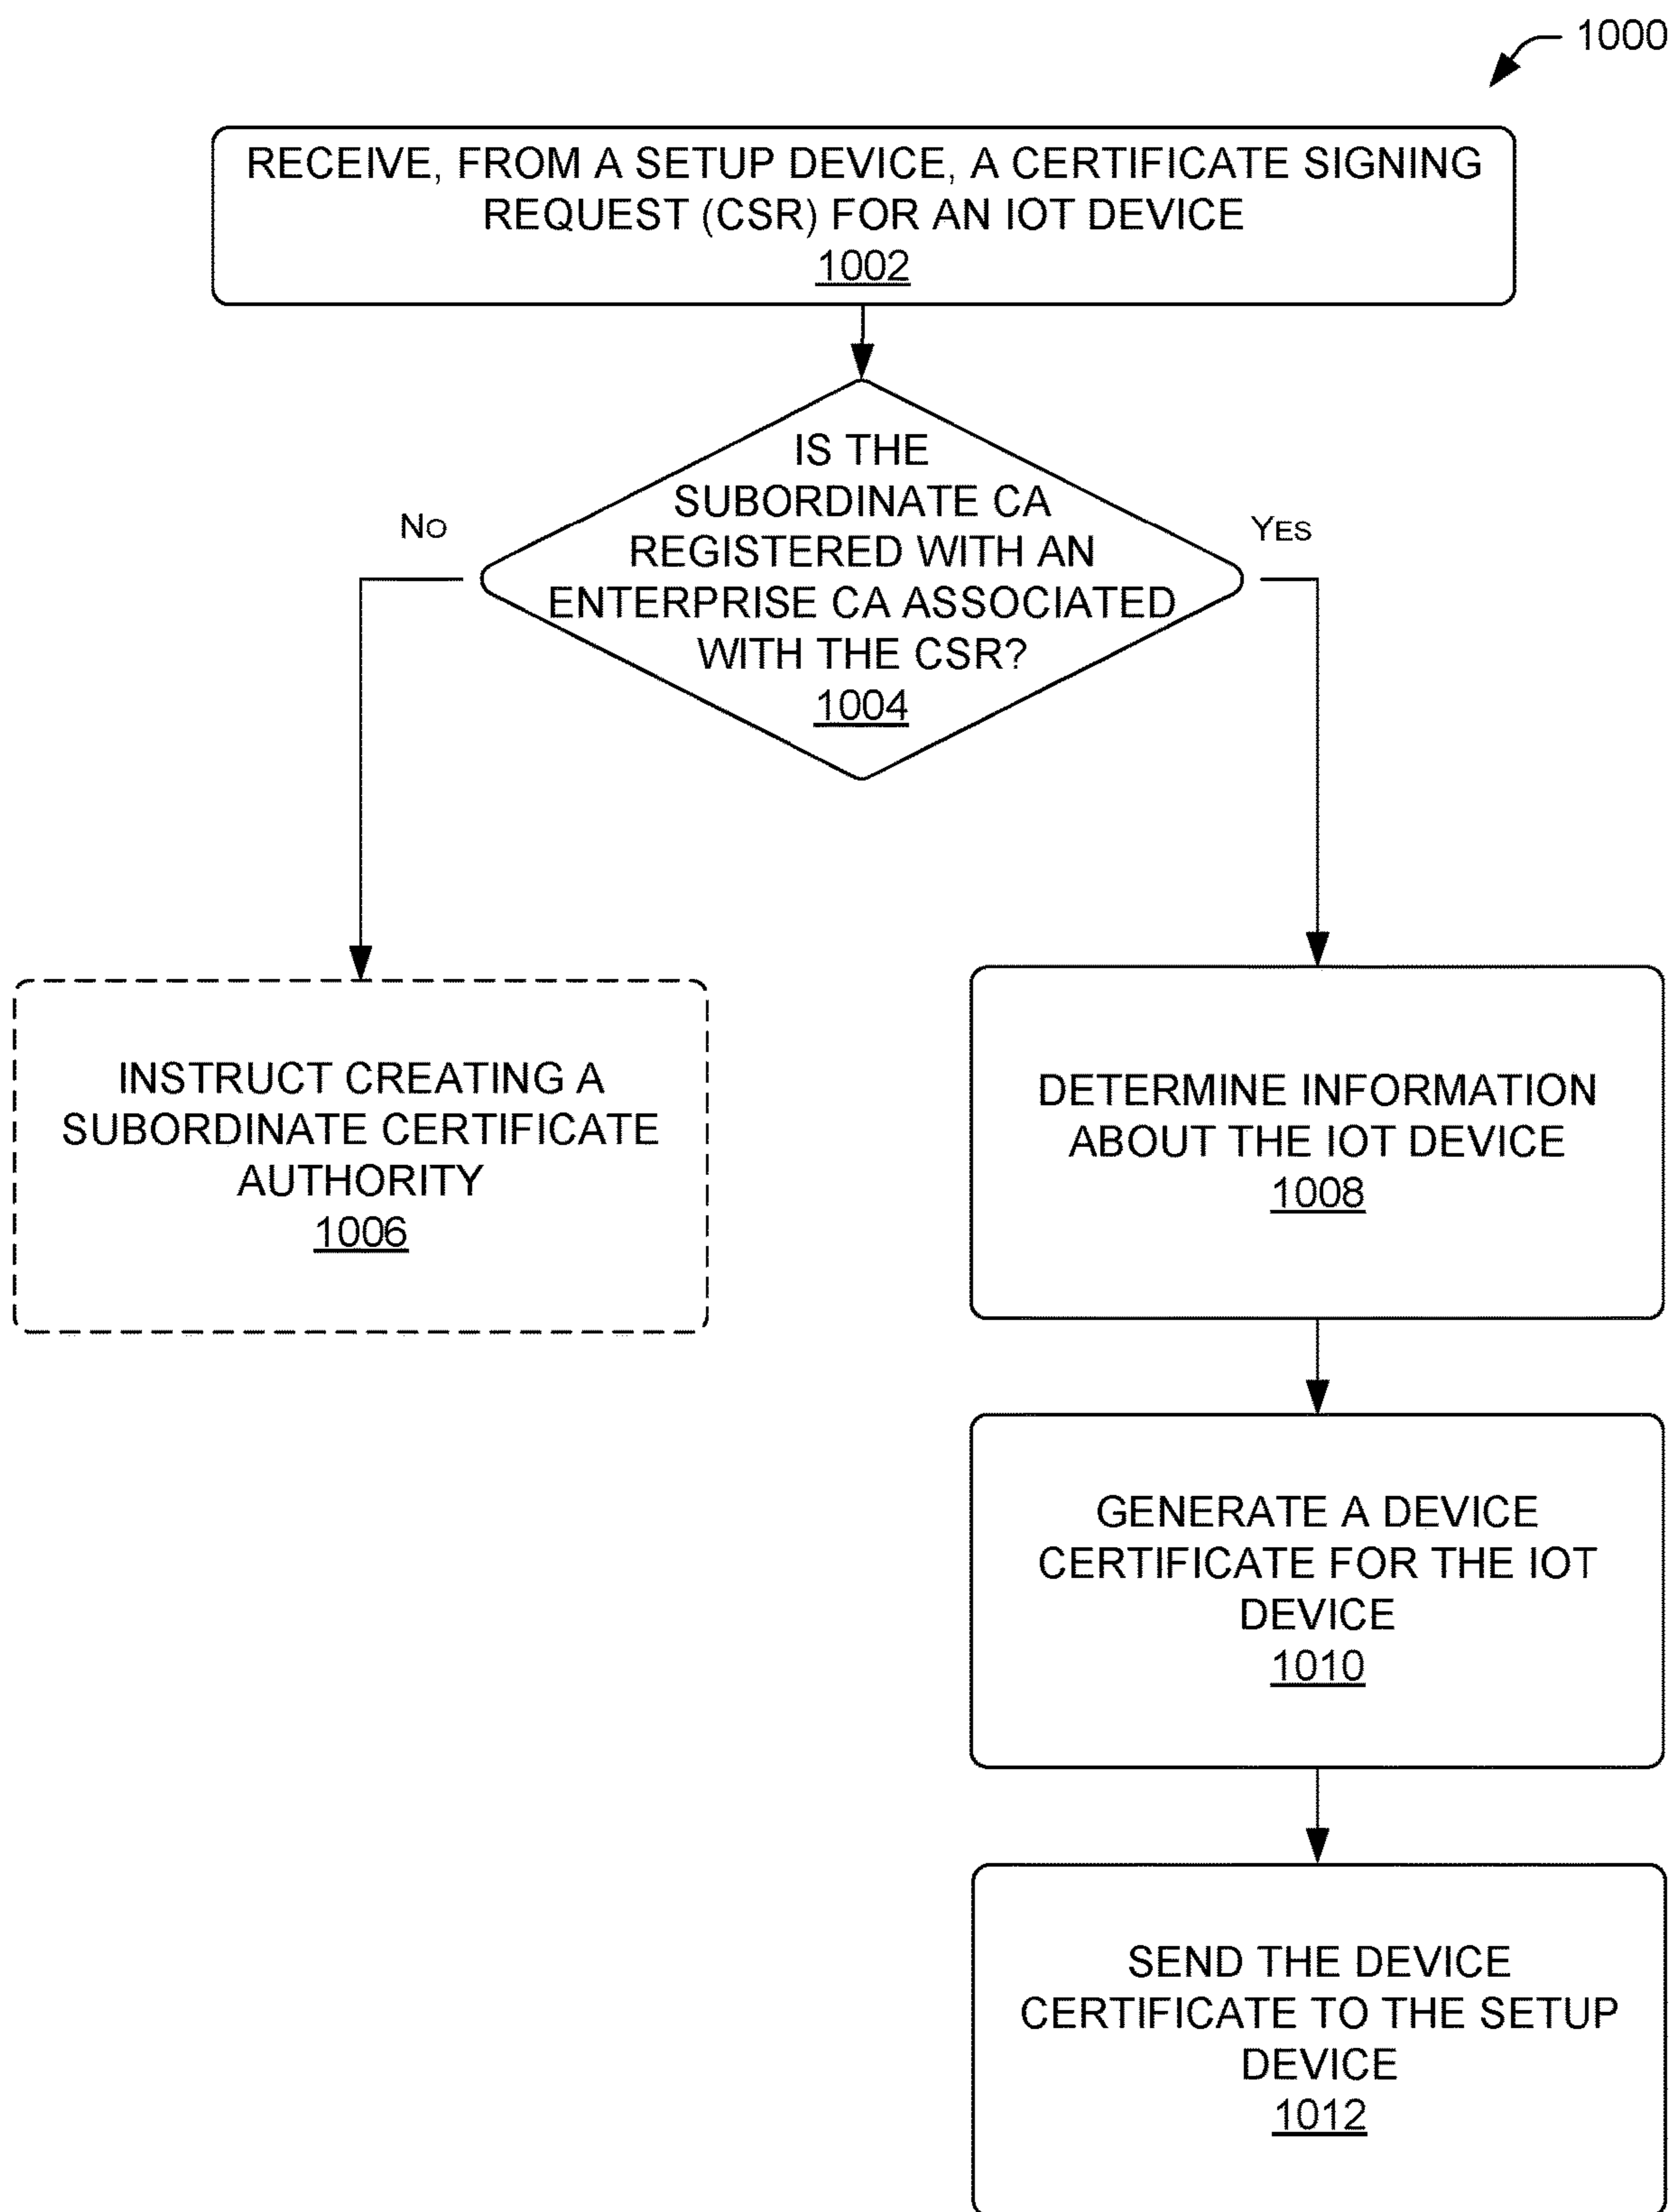 1000
RECEIVE, FROM A SETUP DEVICE, A CERTIFICATE SIGNING
REQUEST (CSR) FOR AN IOT DEVICE
1002
IS THE
SUBORDINATE CA
REGISTERED WITH AN
ENTERPRISE CA ASSOCIATED
WITH THE CSR?
1004
NO
YES
INSTRUCT CREATING A
SUBORDINATE CERTIFICATE
AUTHORITY
1006
DETERMINE INFORMATION
ABOUT THE IOT DEVICE
1008
GENERATE A DEVICE
CERTIFICATE FOR THE IOT
DEVICE
1010
SEND THE DEVICE
CERTIFICATE TO THE SETUP
DEVICE
1012